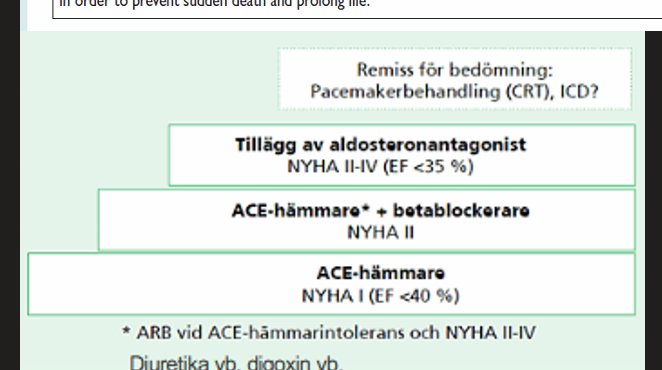 in order to prevent sudden death and prolong life.
Remiss för bedömning:
Pacemakerbehandling (CRT), ICD?
Tillägg av aldosteronantagonist
NYHA II-IV (EF <35 %)
ACE-hämmare* + betablockerare
NYHA II
ACE-hämmare
NYHA I (EF <40 %)
* ARB vid ACE-hämmarintolerans och NYHA II-IV
Diuretika vb, digoxin vb.